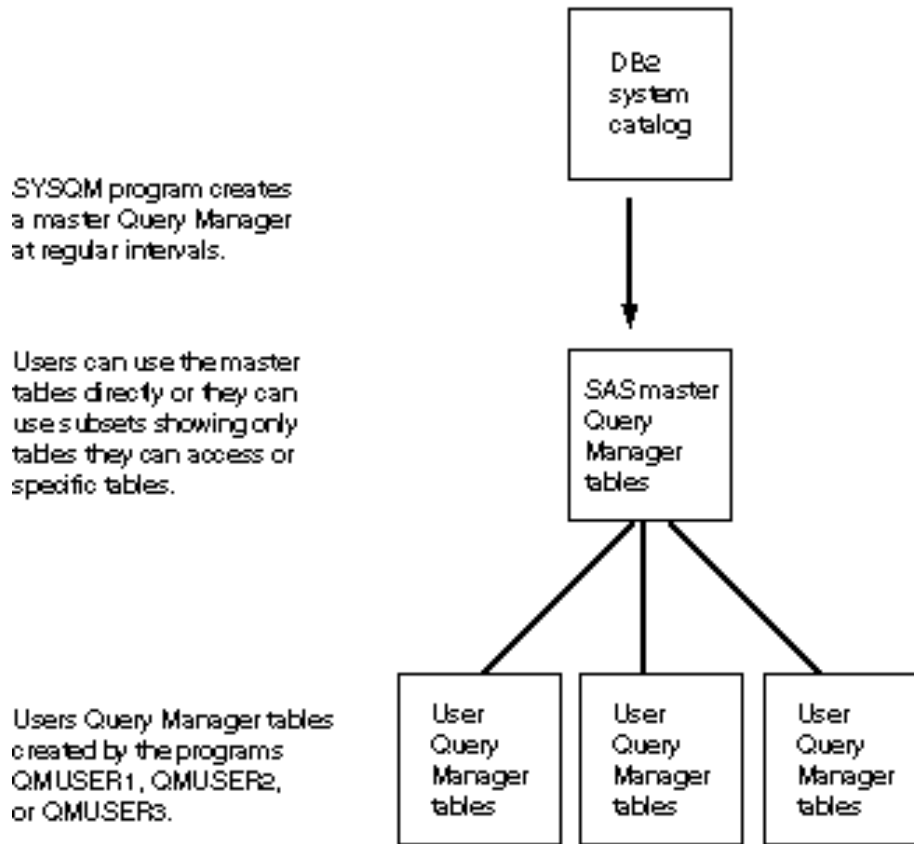 DB2
system
catalog
SYSQM program creates
a master Query Manager
at regular intervals.
Users can use the master
tables directly or they can
use subsets showing only
tables they can access or
specific tables.
SAS master
Query
Manager
tables
Users Query Manager tables
created by the programs
QMUSER1, QMUSER2,
or QMUSER3.
User
Query
Manager
tables
User
Query
Manager
tables
User
Query
Manager
tables